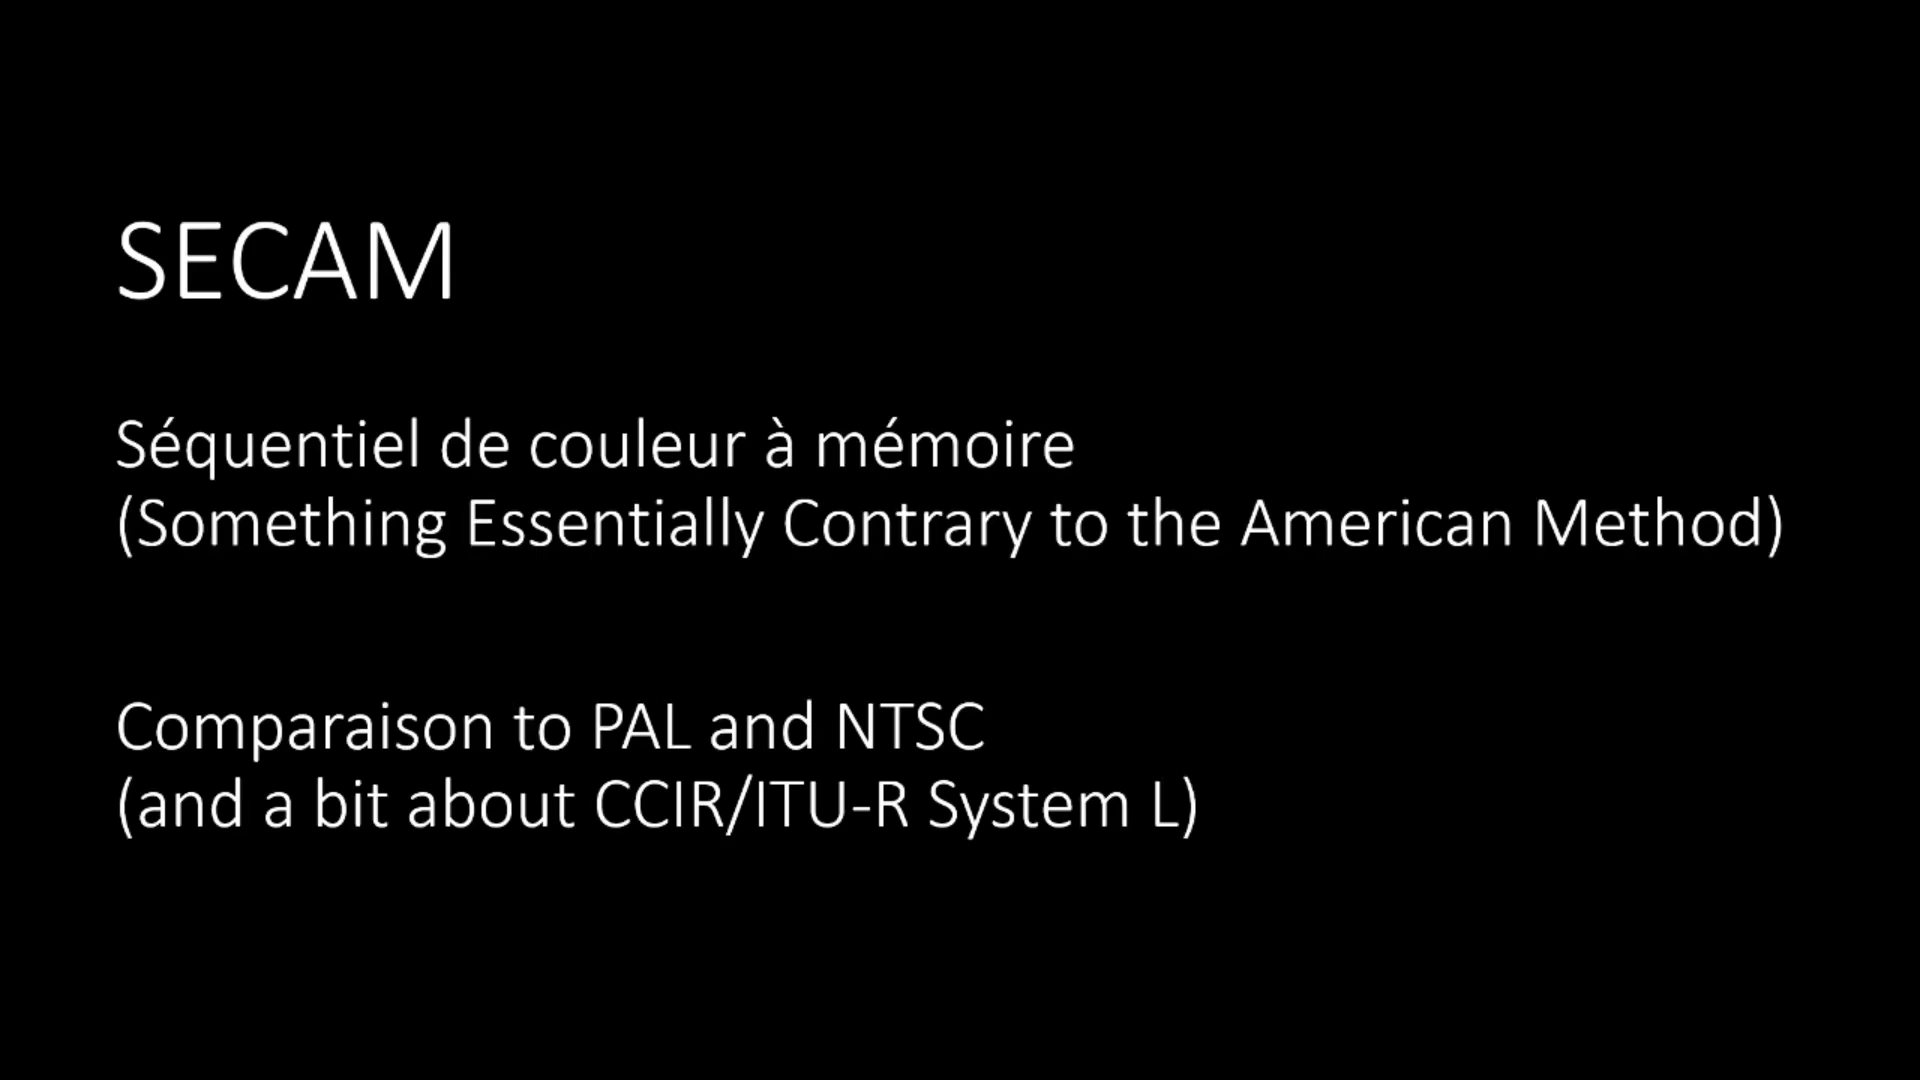 SECAM
Séquentiel de couleur à mémoire
(Something Essentially Contrary to the American Method)
Comparaison to PAL and NTSC
(and a bit about CCIR/ITU-R System L)